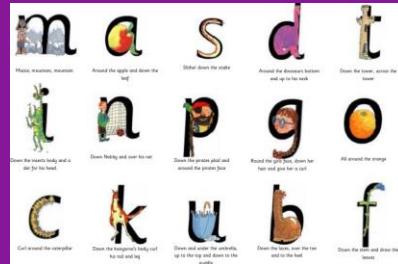 m a s d t
Maisie, mountain, mountain
Around the apple and down the
leaf
Slither down the snake
Around the dinosaurs bottom
and up to his neck
Down the tower, across the
tower
i n p g o
Down the insects body and a
dot for his head.
Down Nobby and over his net
Down the pirates plait and
around the pirates face
Round the girls face, down her
hair and give her a curl
All around the orange
c k u b f
Curl around the caterpillar
Down the kangaroo's body curl
his tail and leg
Down and under the umbrella,
up to the top and down to the
puddle
Down the laces, over the toe
and to the heel
Down the stem and draw the
leaves